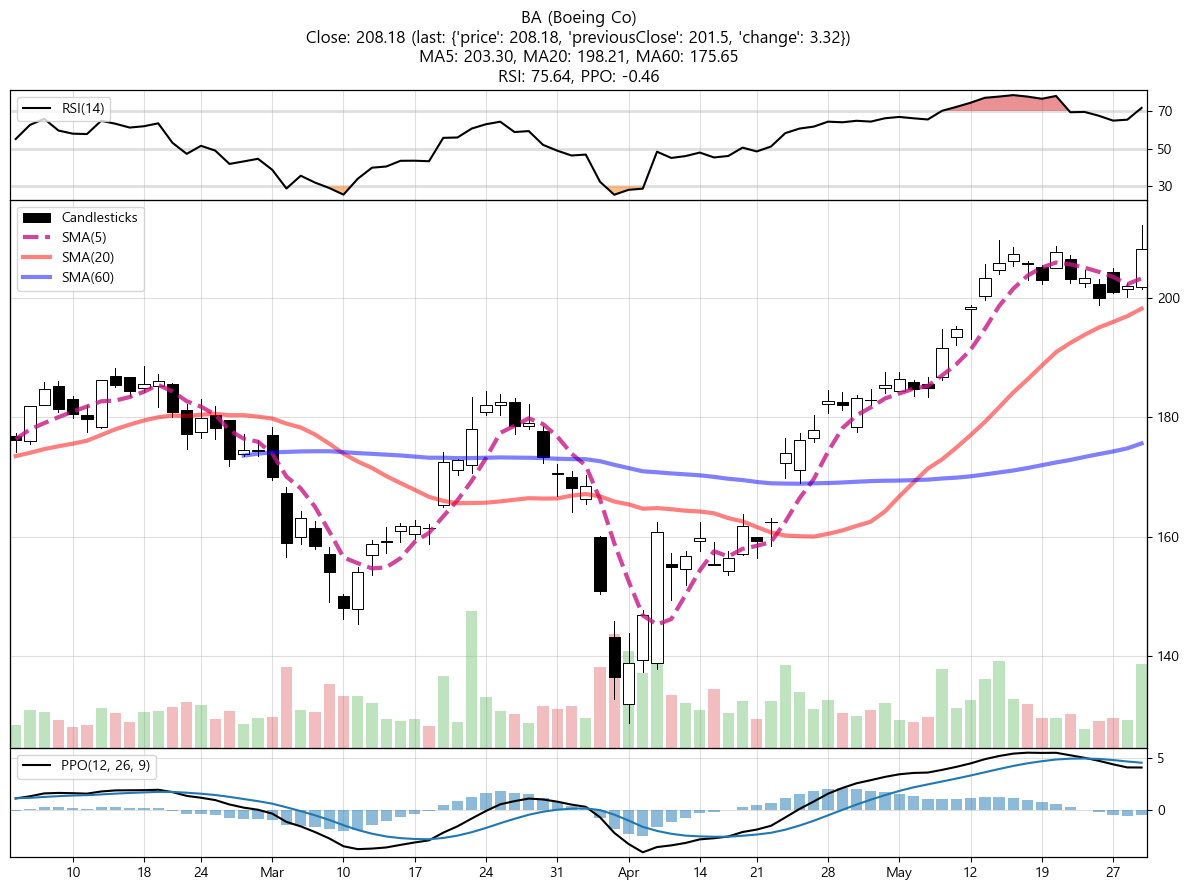 BA (Boeing Co)
Close: 208.18 (last: {'price': 208.18, 'previousClose': 201.5, 'change': 3.32})
MA5: 203.30, MA20: 198.21, MA60: 175.65
RSI: 75.64, PPO: -0.46
RSI(14)
70
50
30
Candlesticks
SMA(5)
SMA(20)
SMA(60)
200
180
160
140
PPO(12, 26, 9)
5
0
10 18 24 Mar 10 17 24 31 Apr 14 21 28 May 12 19 27